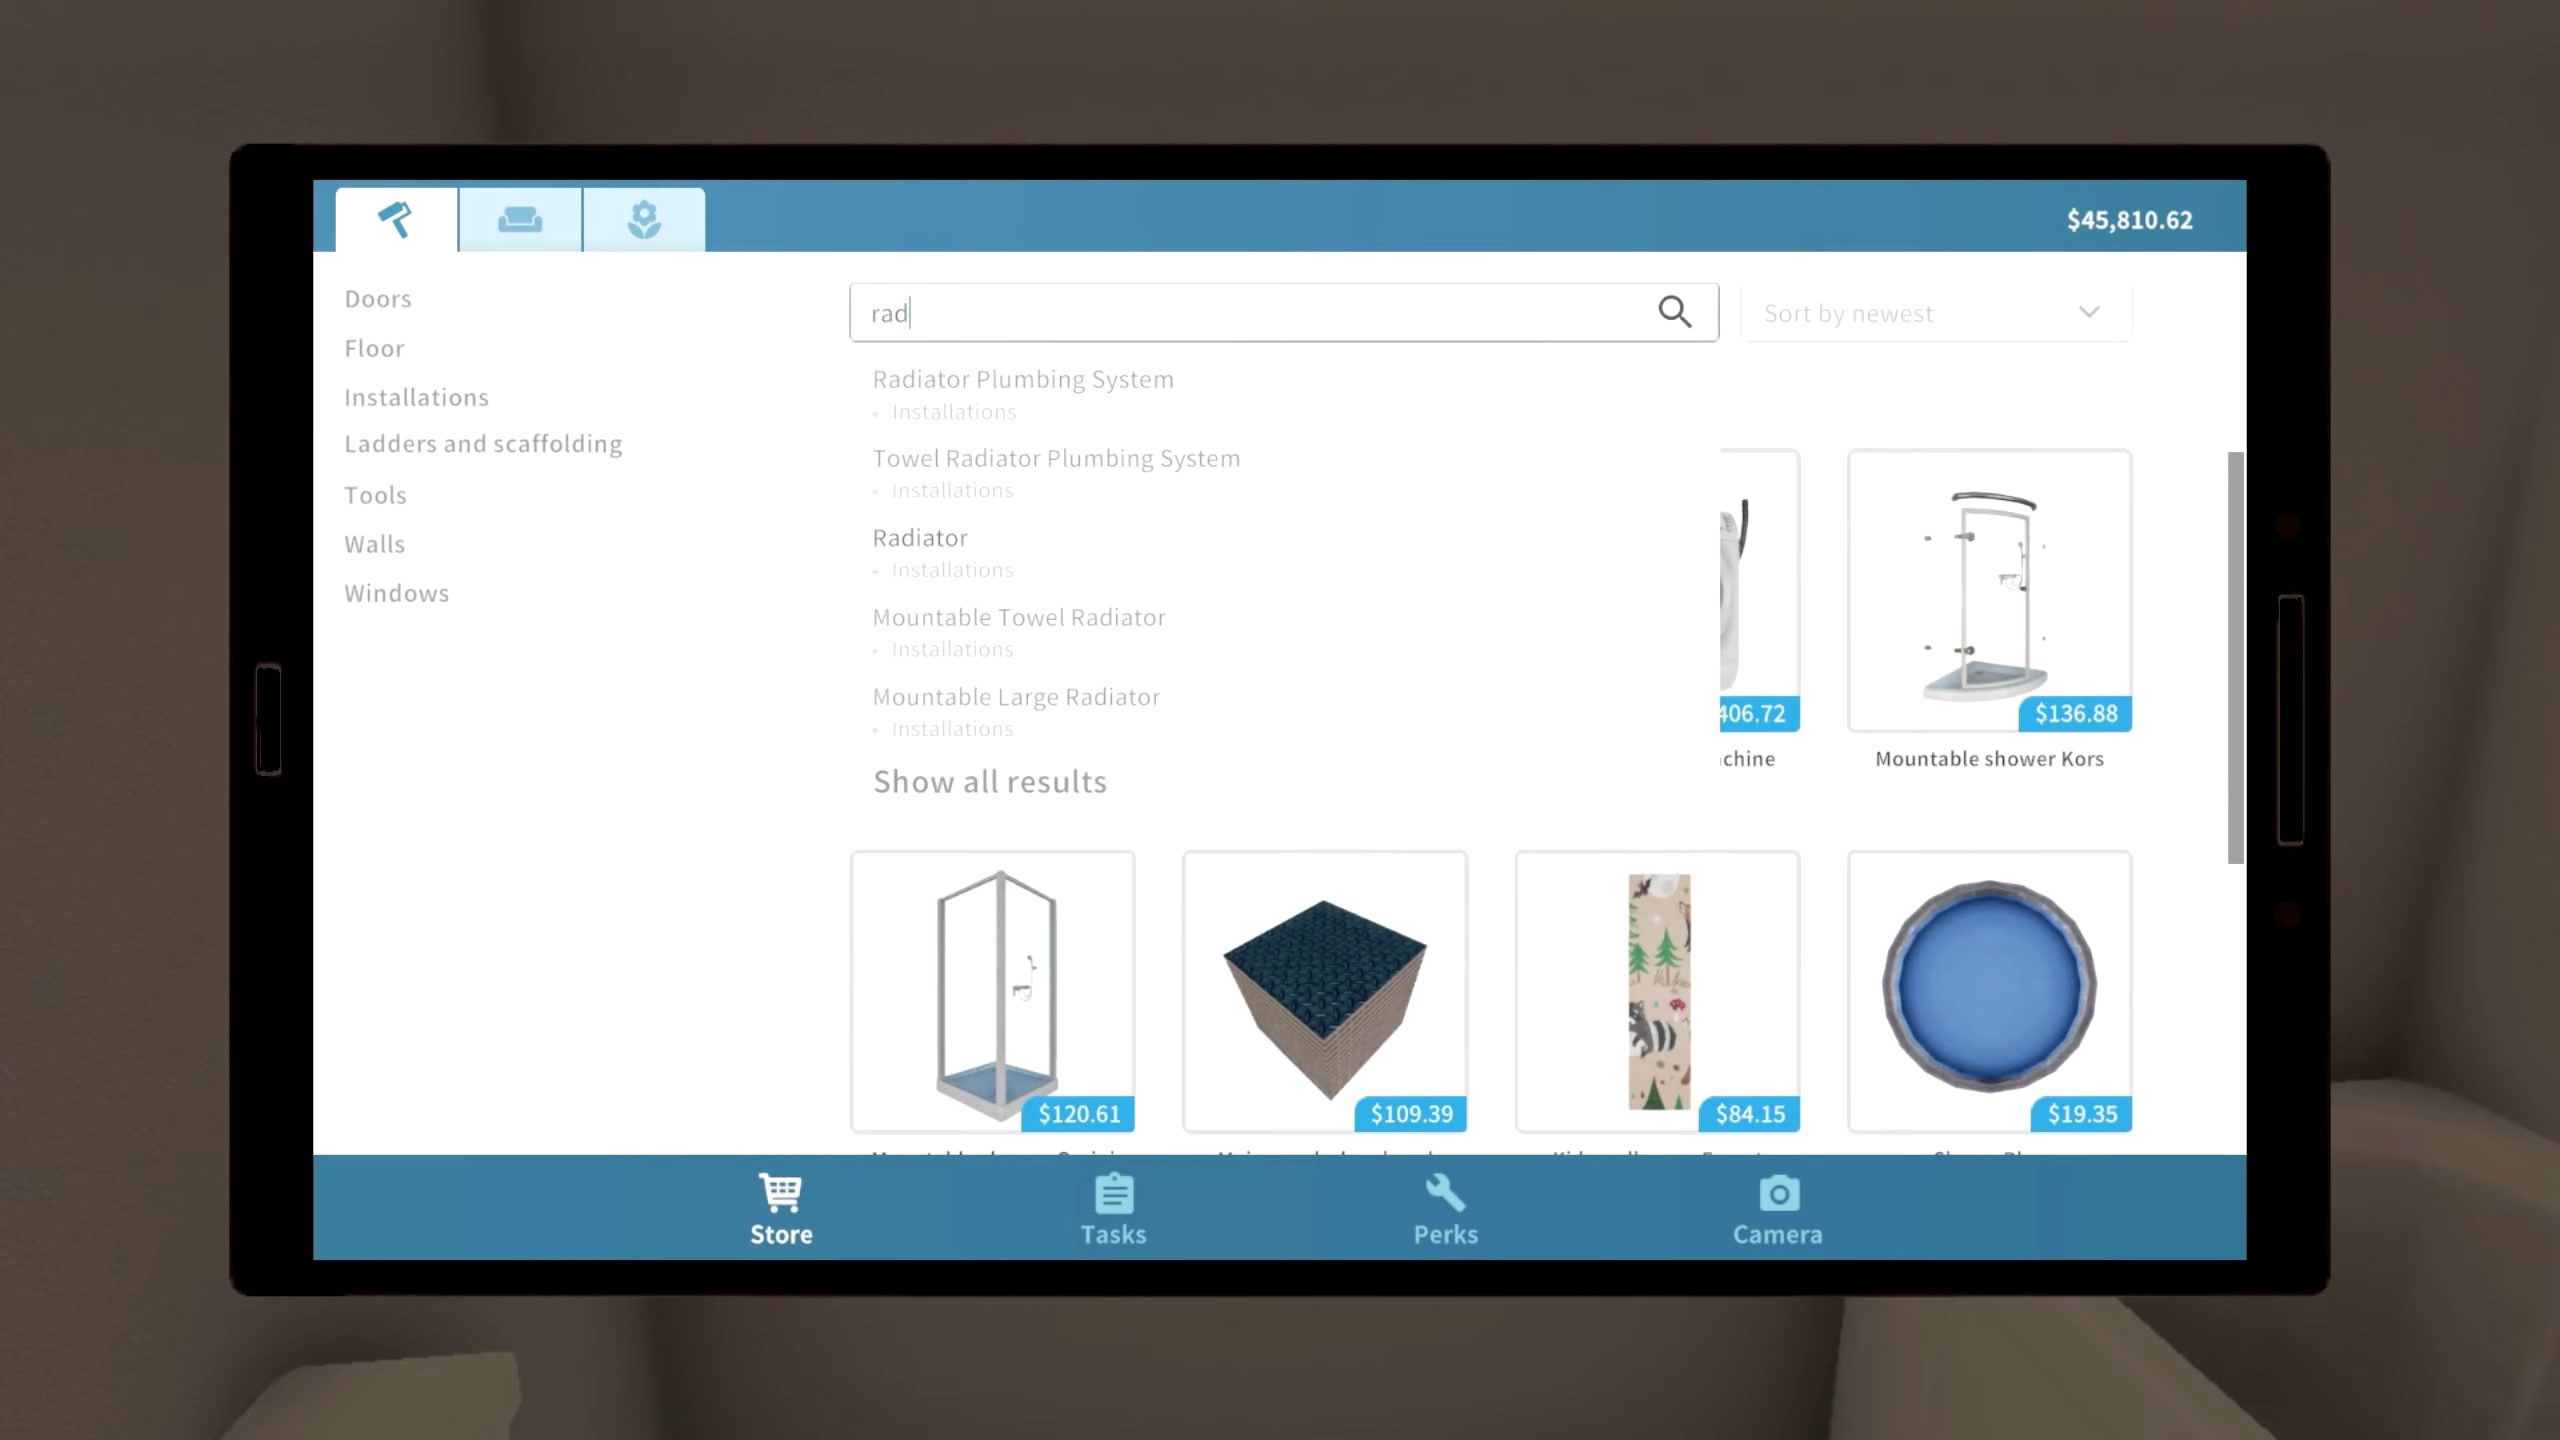 $45,810.62
Doors
Floor
Installations
Ladders and scaffolding
Tools
Walls
Windows
rad
Sort by newest
Radiator Plumbing System
• Installations
Towel Radiator Plumbing System
• Installations
Radiator
• Installations
Mountable Towel Radiator
• Installations
Mountable Large Radiator
• Installations
Show all results
406.72
chine
$136.88
Mountable shower Kors
$120.61
$109.39
$84.15
$19.35
Store
Tasks
Perks
Camera